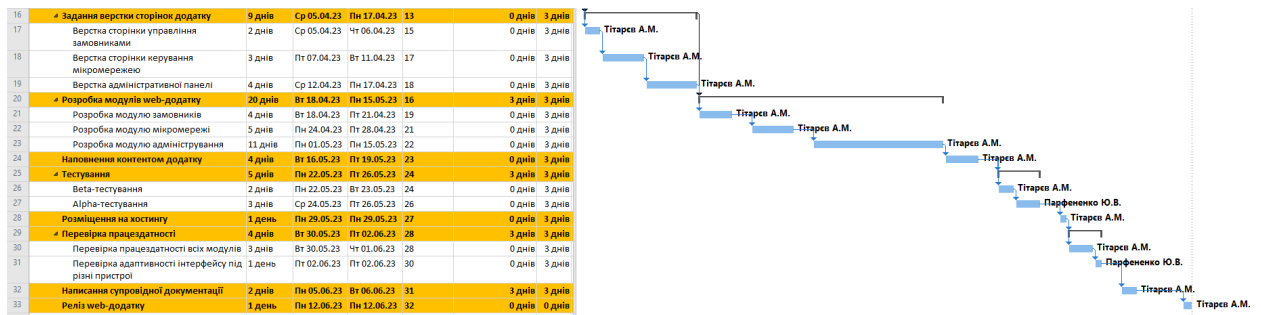 16 Задання верстки сторінок додатку 9 днів Ср 05.04.23 Пн 17.04.23 13 0 днів 3 днів
17 Верстка сторінки управління 2 днів Ср 05.04.23 Чт 06.04.23 15 0 днів 3 днів Тітарєв А.М.
замовниками
18 Верстка сторінки керування 3 днів Пт 07.04.23 Вт 11.04.23 17 0 днів 3 днів Тітарєв А.М.
мікромережею
19 Верстка адміністративної панелі 4 днів Ср 12.04.23 Пн 17.04.23 18 0 днів 3 днів Тітарєв А.М.
20 Розробка модулів web-додатку 20 днів Вт 18.04.23 Пн 15.05.23 16 3 днів 3 днів
21 Розробка модулю замовників 4 днів Вт 18.04.23 Пт 21.04.23 19 0 днів 3 днів Тітарєв А.М.
22 Розробка модулю мікромережі 5 днів Пн 24.04.23 Пт 28.04.23 21 0 днів 3 днів Тітарєв А.М.
23 Розробка модулю адміністрування 11 днів Пн 01.05.23 Пн 15.05.23 22 0 днів 3 днів Тітарєв А.М.
24 Наповнення контентом додатку 4 днів Вт 16.05.23 Пт 19.05.23 23 0 днів 3 днів Тітарєв А.М.
25 Тестування 5 днів Пн 22.05.23 Пт 26.05.23 24 3 днів 3 днів
26 Beta-тестування 2 днів Пн 22.05.23 Вт 23.05.23 24 0 днів 3 днів Тітарєв А.М.
27 Alpha-тестування 3 днів Ср 24.05.23 Пт 26.05.23 26 0 днів 3 днів Парфененко Ю.В.
28 Розміщення на хостингу 1 день Пн 29.05.23 Пн 29.05.23 27 0 днів 3 днів Тітарєв А.М.
29 Перевірка працездатності 4 днів Вт 30.05.23 Пт 02.06.23 28 3 днів 3 днів
30 Перевірка працездатності всіх модулів 3 днів Вт 30.05.23 Чт 01.06.23 28 0 днів 3 днів Тітарєв А.М.
31 Перевірка адаптивності інтерфейсу під 1 день Пт 02.06.23 Пт 02.06.23 30 0 днів 3 днів Парфененко Ю.В.
різні пристрої
32 Написання супровідної документації 2 днів Пн 05.06.23 Вт 06.06.23 31 3 днів 3 днів Тітарєв А.М.
33 Реліз web-додатку 1 день Пн 12.06.23 Пн 12.06.23 32 0 днів 0 днів Тітарєв А.М.